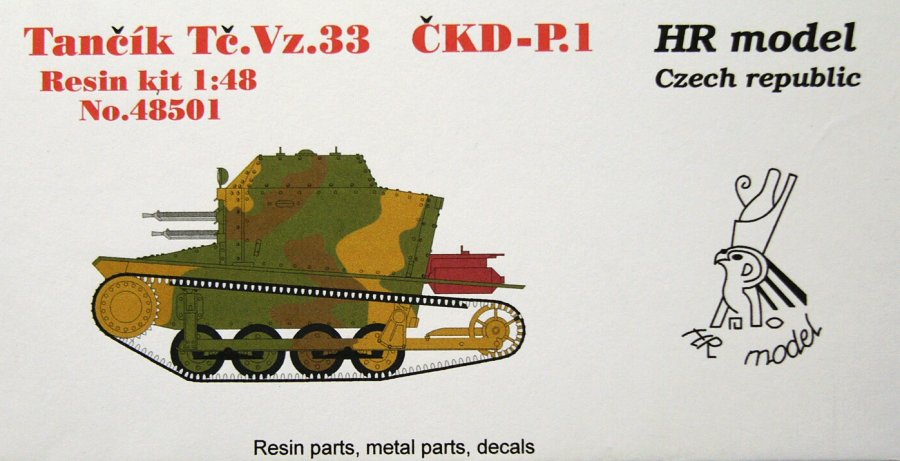 Tančík Tč.Vz.33 ČKD-P.1
Resin kit 1:48
No.48501
HR model
Czech republic
HR
model
Resin parts, metal parts, decals